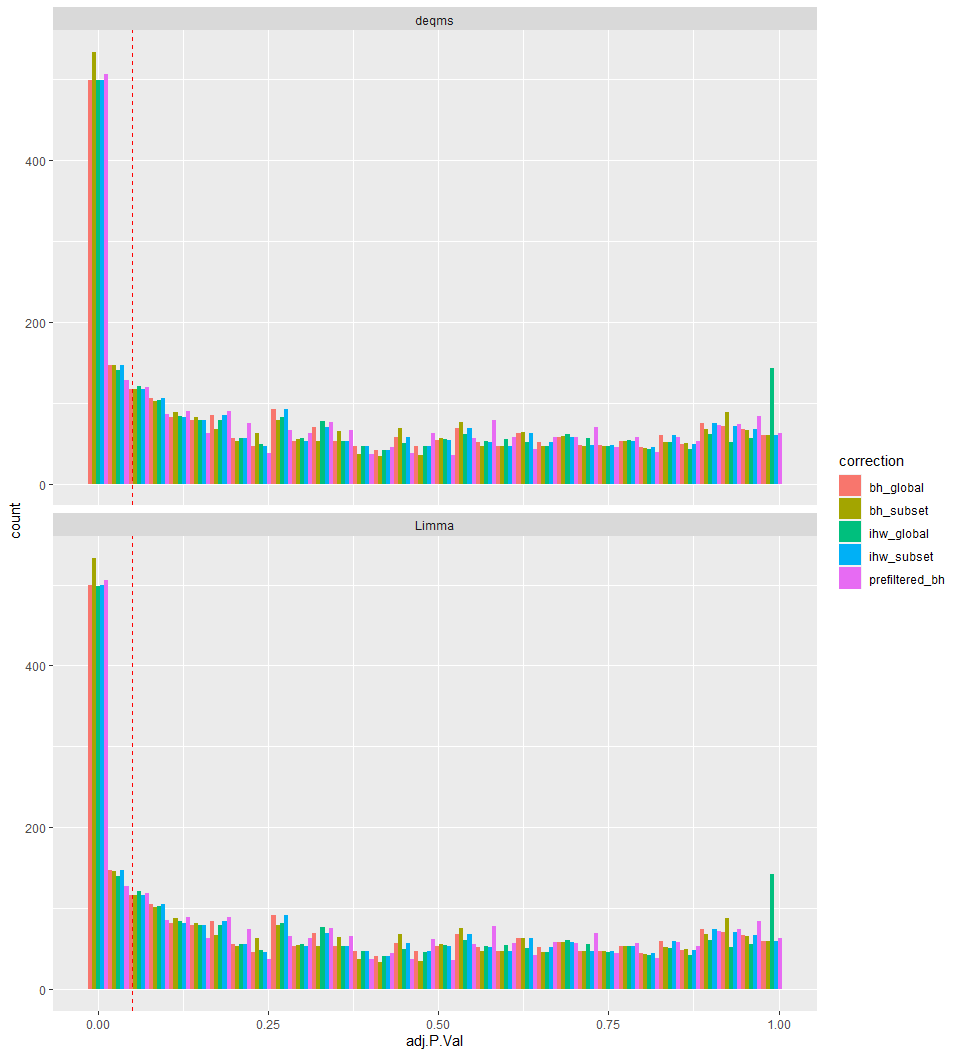 deqms
400
200
0
count
Limma
400
200
0
0.00 0.25 0.50 0.75 1.00
adj.P.Val
correction
bh_global
bh_subset
ihw_global
ihw_subset
prefiltered_bh